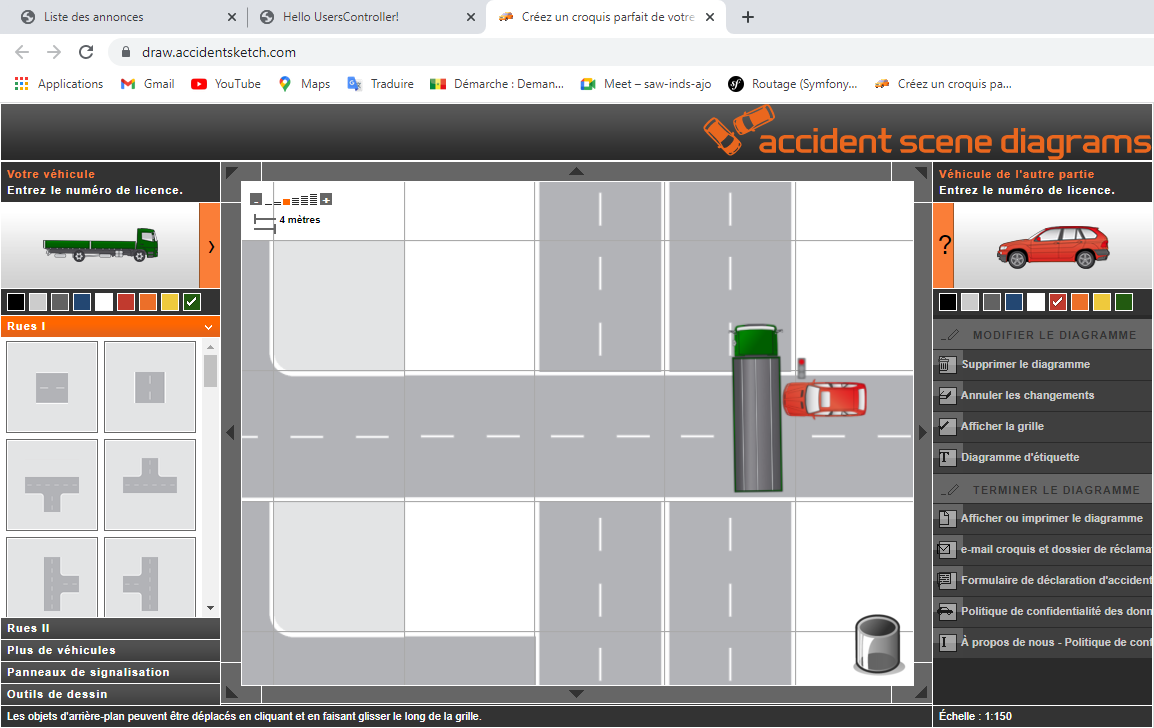 Liste des annonces
Hello UsersController!
Créez un croquis parfait de votre
draw.accidentsketch.com
Applications
Gmail
YouTube
Maps
Traduire
Démarche : Deman...
Meet – saw-inds-ajo
Routage (Symfony...
Créez un croquis pa...
accident scene diagrams
Votre véhicule
Entrez le numéro de licence.
Véhicule de l'autre partie
Entrez le numéro de licence.
4 mètres
?
Rues I
Rues II
Plus de véhicules
Panneaux de signalisation
Outils de dessin
MODIFIER LE DIAGRAMME
Supprimer le diagramme
Annuler les changements
Afficher la grille
Diagramme d'étiquette
TERMINER LE DIAGRAMME
Afficher ou imprimer le diagramme
e-mail croquis et dossier de réclama
Formulaire de déclaration d'accident
Politique de confidentialité des donn
À propos de nous - Politique de conf
Les objets d'arrière-plan peuvent être déplacés en cliquant et en faisant glisser le long de la grille.
Échelle : 1:150